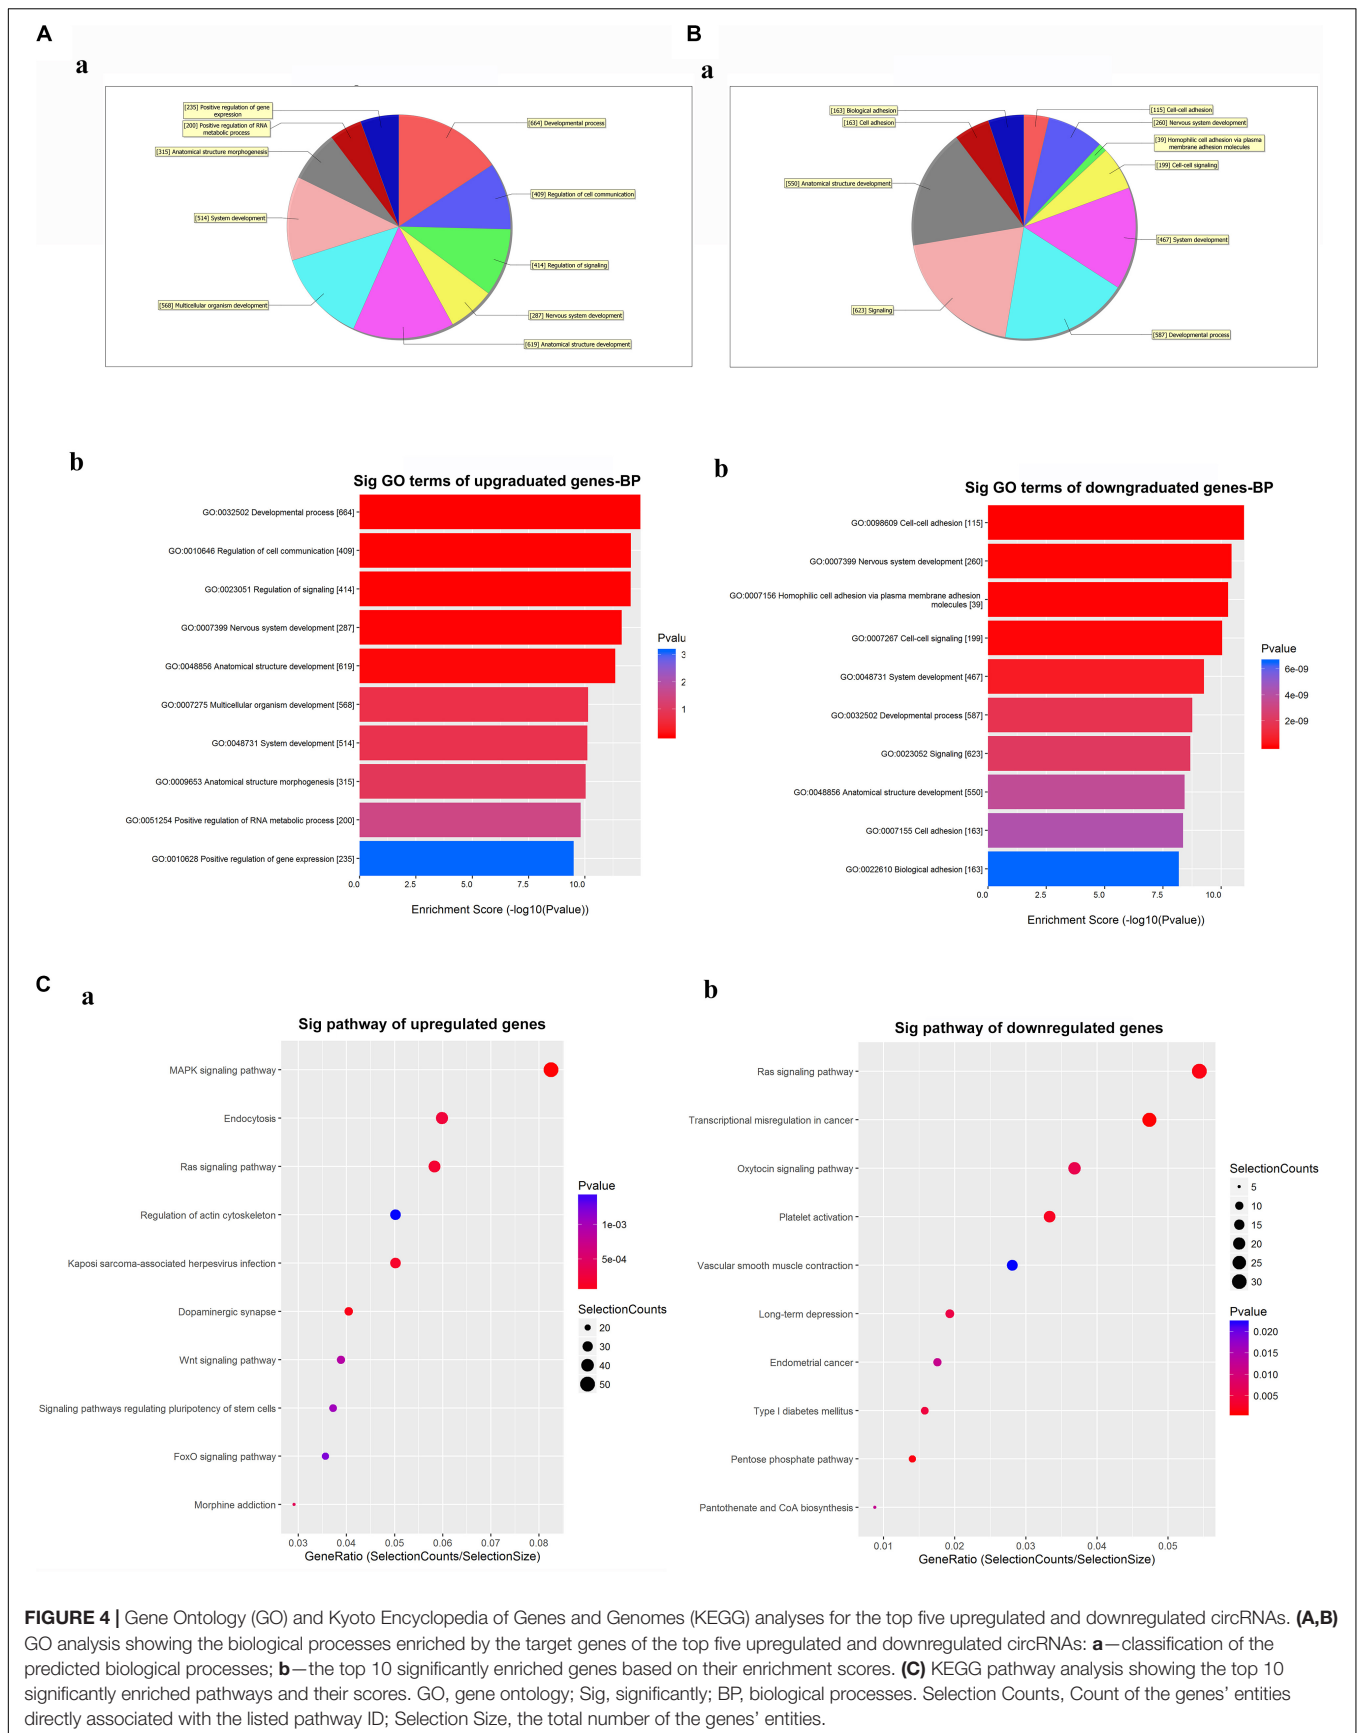 A
a
[235] Positive regulation of gene
expression
[200] Positive regulation of RNA
metabolic process
[315] Anatomical structure morphogenesis
[514] System development
[568] Multicellular organism development
[664] Developmental process
[409] Regulation of cell communication
[414] Regulation of signaling
[287] Nervous system development
[619] Anatomical structure development
B
a
[163] Biological adhesion
[163] Cell adhesion
[550] Anatomical structure development
[623] Signaling
[115] Cell-cell adhesion
[260] Nervous system development
[39] Homophilic cell adhesion via plasma
membrane adhesion molecules
[199] Cell-cell signaling
[467] System development
[587] Developmental process
b
Sig GO terms of upgraduated genes-BP
GO:0032502 Developmental process [664]
GO:0010646 Regulation of cell communication [409]
GO:0023051 Regulation of signaling [414]
GO:0007399 Nervous system development [287]
GO:0048856 Anatomical structure development [619]
GO:0007275 Multicellular organism development [568]
GO:0048731 System development [514]
GO:0009653 Anatomical structure morphogenesis [315]
GO:0051254 Positive regulation of RNA metabolic process [200]
GO:0010628 Positive regulation of gene expression [235]
0.0 2.5 5.0 7.5 10.0
Enrichment Score (-log10(Pvalue))
Pvalu
3
2
1
b
Sig GO terms of downgraduated genes-BP
GO:0098609 Cell-cell adhesion [115]
GO:0007399 Nervous system development [260]
GO:0007156 Homophilic cell adhesion via plasma membrane adhesion
molecules [39]
GO:0007267 Cell-cell signaling [199]
GO:0048731 System development [467]
GO:0032502 Developmental process [587]
GO:0023052 Signaling [623]
GO:0048856 Anatomical structure development [550]
GO:0007155 Cell adhesion [163]
GO:0022610 Biological adhesion [163]
0.0 2.5 5.0 7.5 10.0
Enrichment Score (-log10(Pvalue))
Pvalue
6e-09
4e-09
2e-09
C
a
Sig pathway of upregulated genes
MAPK signaling pathway
Endocytosis
Ras signaling pathway
Regulation of actin cytoskeleton
Kaposi sarcoma-associated herpesvirus infection
Dopaminergic synapse
Wnt signaling pathway
Signaling pathways regulating pluripotency of stem cells
FoxO signaling pathway
Morphine addiction
0.03 0.04 0.05 0.06 0.07 0.08
GeneRatio (SelectionCounts/SelectionSize)
Pvalue
1e-03
5e-04
SelectionCounts
20
30
40
50
b
Sig pathway of downregulated genes
Ras signaling pathway
Transcriptional misregulation in cancer
Oxytocin signaling pathway
Platelet activation
Vascular smooth muscle contraction
Long-term depression
Endometrial cancer
Type I diabetes mellitus
Pentose phosphate pathway
Pantothenate and CoA biosynthesis
0.01 0.02 0.03 0.04 0.05
GeneRatio (SelectionCounts/SelectionSize)
SelectionCounts
5
10
15
20
25
30
Pvalue
0.020
0.015
0.010
0.005
FIGURE 4 | Gene Ontology (GO) and Kyoto Encyclopedia of Genes and Genomes (KEGG) analyses for the top five upregulated and downregulated circRNAs. (A,B)
GO analysis showing the biological processes enriched by the target genes of the top five upregulated and downregulated circRNAs: a—classification of the
predicted biological processes; b—the top 10 significantly enriched genes based on their enrichment scores. (C) KEGG pathway analysis showing the top 10
significantly enriched pathways and their scores. GO, gene ontology; Sig, significantly; BP, biological processes. Selection Counts, Count of the genes' entities
directly associated with the listed pathway ID; Selection Size, the total number of the genes' entities.